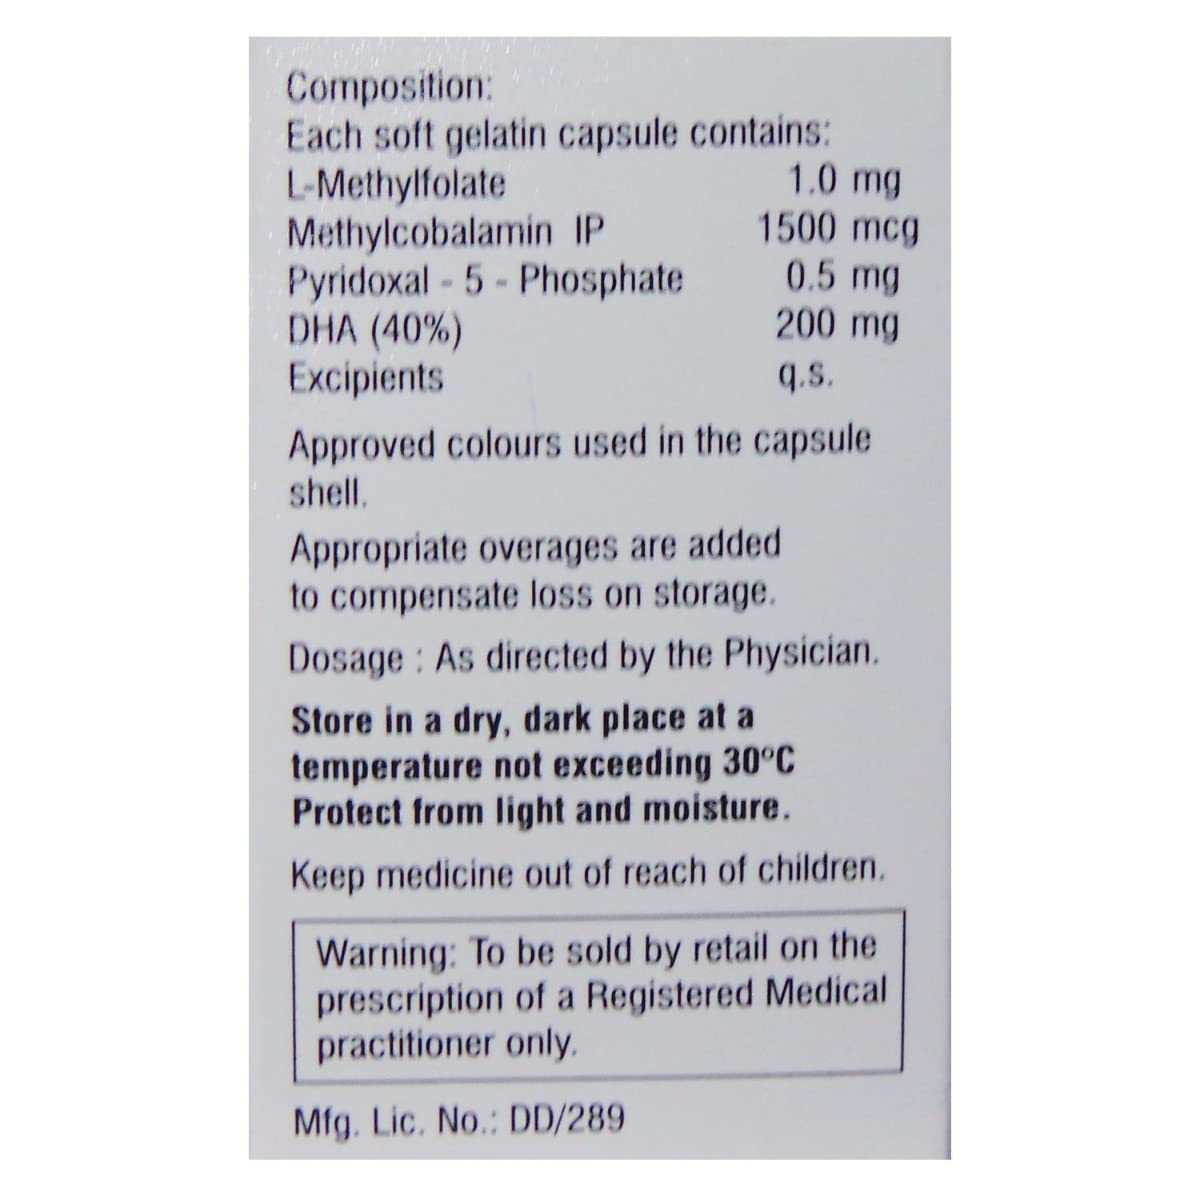 Composition:
Each soft gelatin capsule contains:
L-Methylfolate 1.0 mg
Methylcobalamin IP 1500 mcg
Pyridoxal - 5 - Phosphate 0.5 mg
DHA (40%) 200 mg
Excipients q.s.
Approved colours used in the capsule
shell.
Appropriate overages are added
to compensate loss on storage.
Dosage : As directed by the Physician.
Store in a dry, dark place at a
temperature not exceeding 30°C
Protect from light and moisture.
Keep medicine out of reach of children.
Warning: To be sold by retail on the
prescription of a Registered Medical
practitioner only.
Mfg. Lic. No.: DD/289